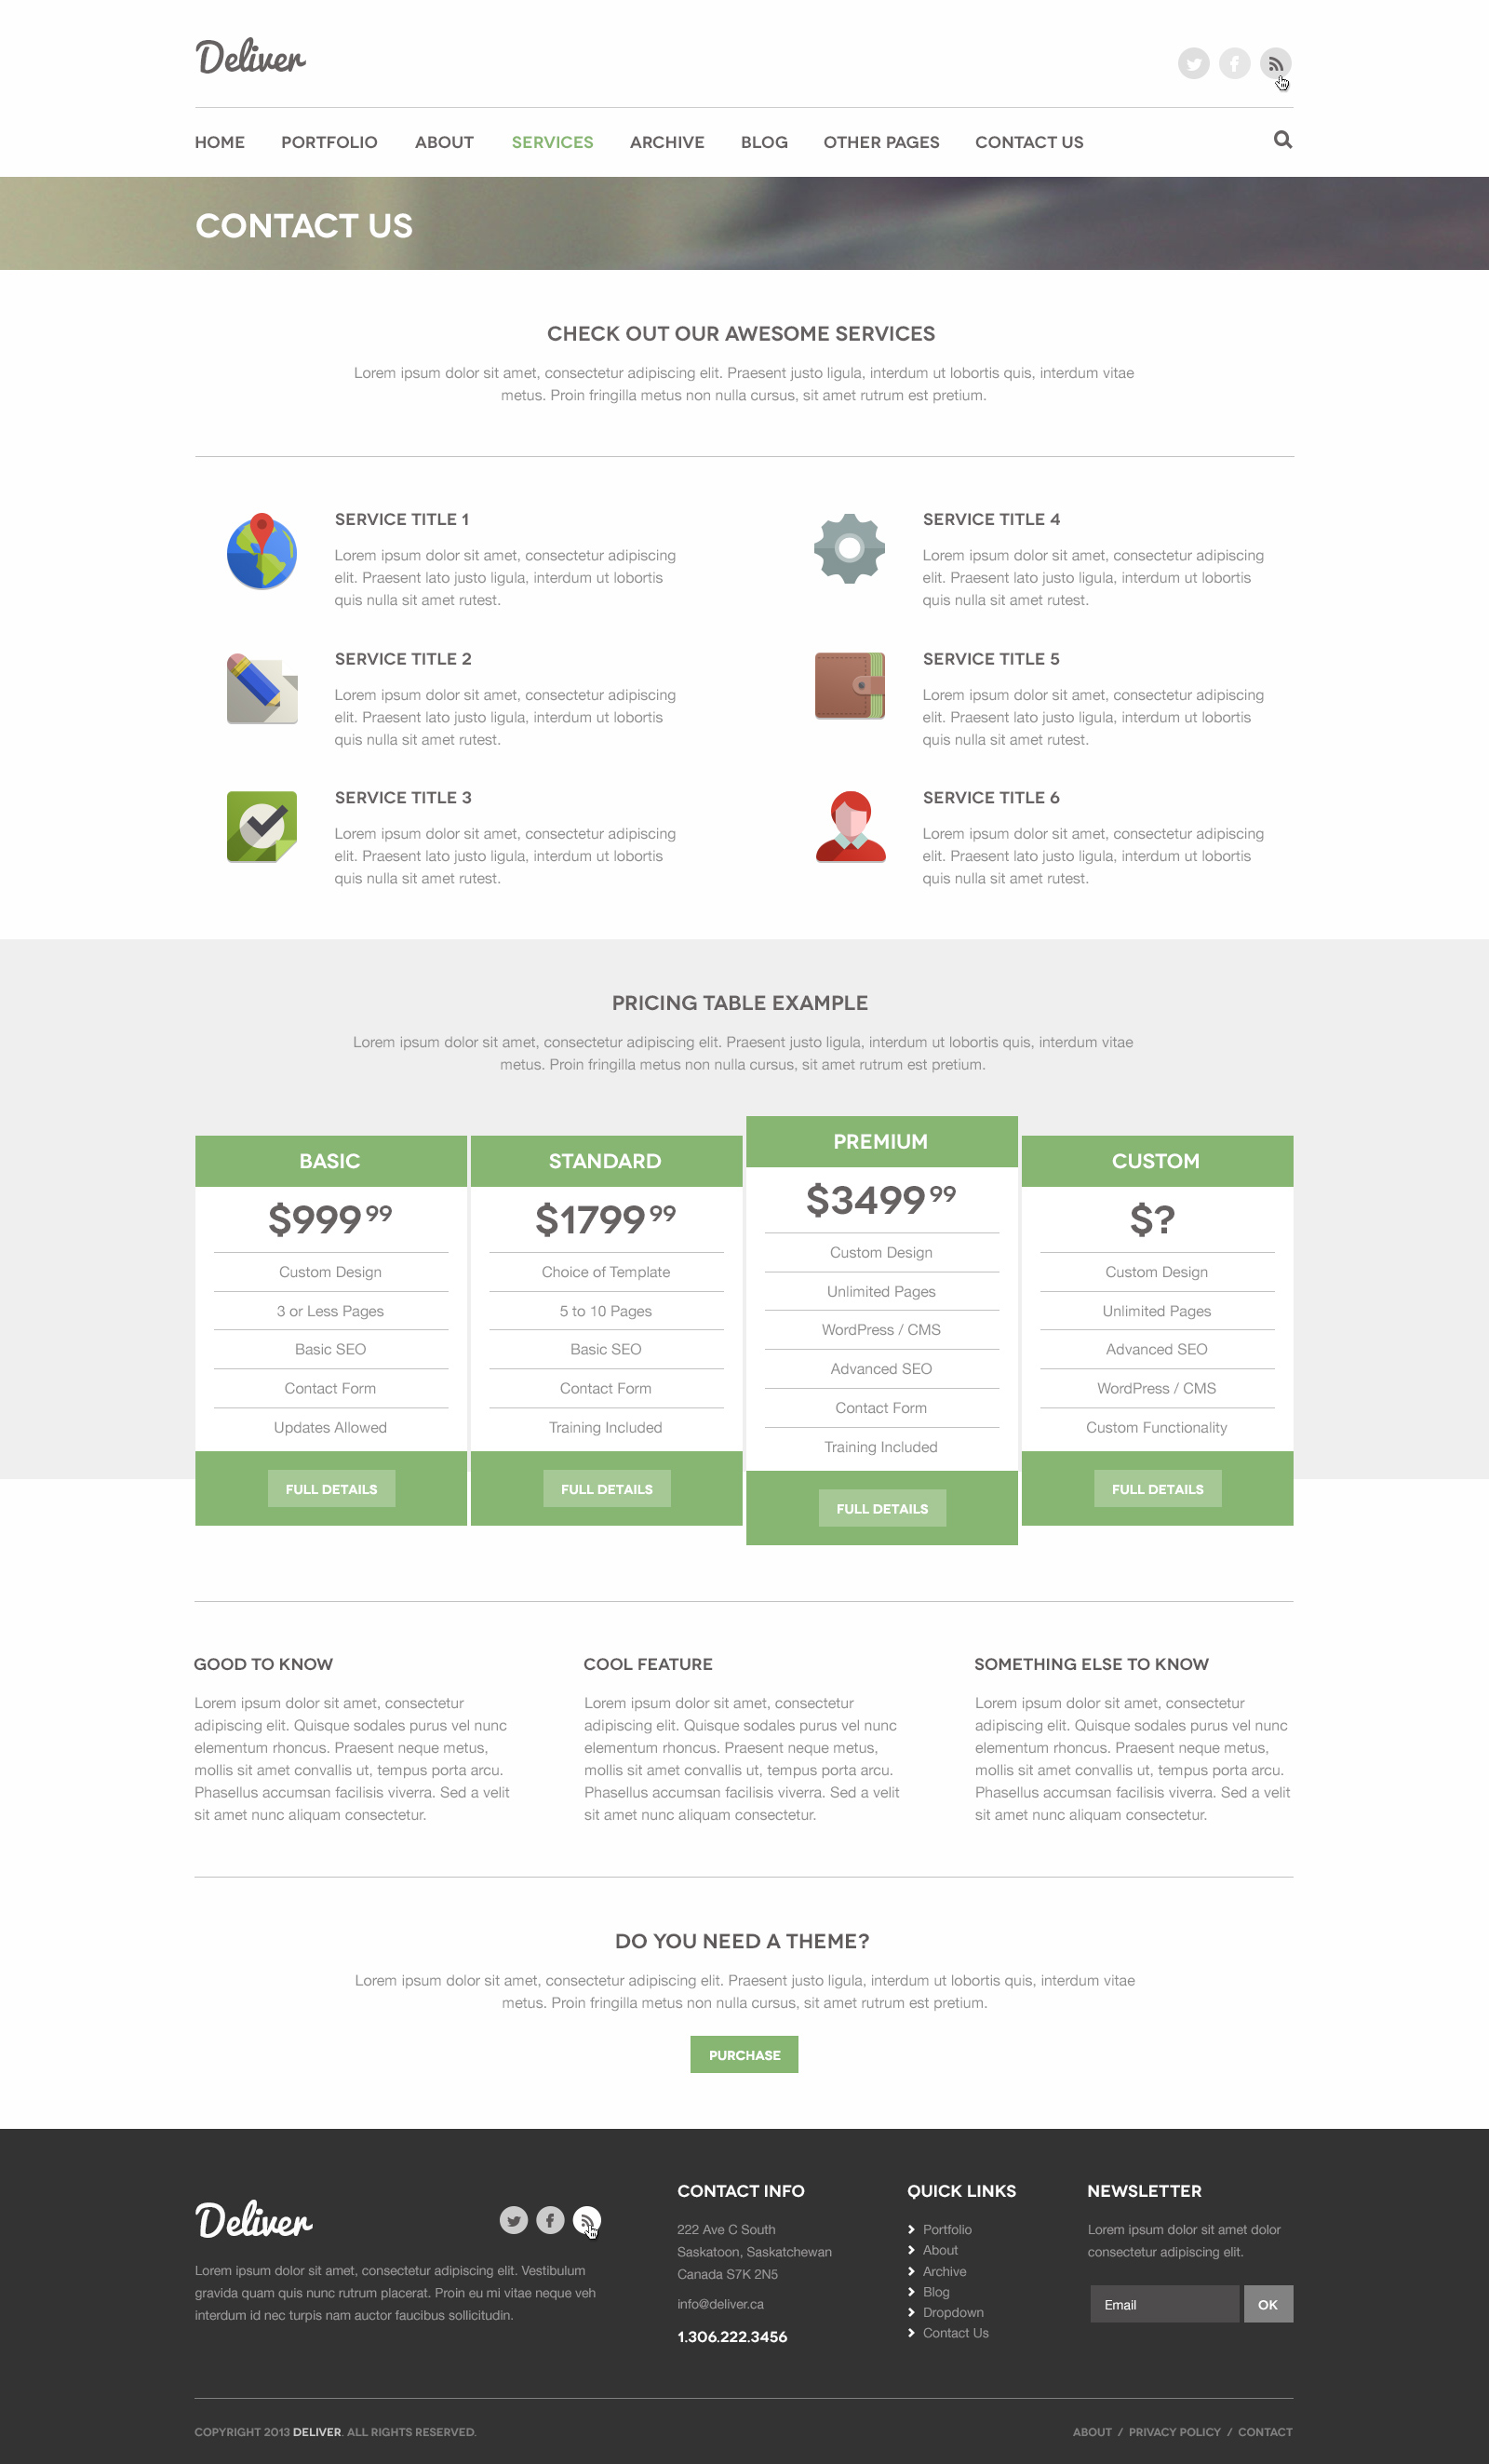 Deliver
HOME PORTFOLIO ABOUT SERVICES ARCHIVE BLOG OTHER PAGES CONTACT US
CONTACT US
CHECK OUT OUR AWESOME SERVICES
Lorem ipsum dolor sit amet, consectetur adipiscing elit. Praesent justo ligula, interdum ut lobortis quis, interdum vitae
metus. Proin fringilla metus non nulla cursus, sit amet rutrum est pretium.
SERVICE TITLE 1
Lorem ipsum dolor sit amet, consectetur adipiscing
elit. Praesent lato justo ligula, interdum ut lobortis
quis nulla sit amet rutest.
SERVICE TITLE 4
Lorem ipsum dolor sit amet, consectetur adipiscing
elit. Praesent lato justo ligula, interdum ut lobortis
quis nulla sit amet rutest.
SERVICE TITLE 2
Lorem ipsum dolor sit amet, consectetur adipiscing
elit. Praesent lato justo ligula, interdum ut lobortis
quis nulla sit amet rutest.
SERVICE TITLE 5
Lorem ipsum dolor sit amet, consectetur adipiscing
elit. Praesent lato justo ligula, interdum ut lobortis
quis nulla sit amet rutest.
SERVICE TITLE 3
Lorem ipsum dolor sit amet, consectetur adipiscing
elit. Praesent lato justo ligula, interdum ut lobortis
quis nulla sit amet rutest.
SERVICE TITLE 6
Lorem ipsum dolor sit amet, consectetur adipiscing
elit. Praesent lato justo ligula, interdum ut lobortis
quis nulla sit amet rutest.
PRICING TABLE EXAMPLE
Lorem ipsum dolor sit amet, consectetur adipiscing elit. Praesent justo ligula, interdum ut lobortis quis, interdum vitae
metus. Proin fringilla metus non nulla cursus, sit amet rutrum est pretium.
BASIC
$999 99
Custom Design
3 or Less Pages
Basic SEO
Contact Form
Updates Allowed
FULL DETAILS
STANDARD
$1799 99
Choice of Template
5 to 10 Pages
Basic SEO
Contact Form
Training Included
FULL DETAILS
PREMIUM
$3499 99
Custom Design
Unlimited Pages
WordPress / CMS
Advanced SEO
Contact Form
Training Included
FULL DETAILS
CUSTOM
$?
Custom Design
Unlimited Pages
Advanced SEO
WordPress / CMS
Custom Functionality
FULL DETAILS
GOOD TO KNOW
Lorem ipsum dolor sit amet, consectetur
adipiscing elit. Quisque sodales purus vel nunc
elementum rhoncus. Praesent neque metus,
mollis sit amet convallis ut, tempus porta arcu.
Phasellus accumsan facilisis viverra. Sed a velit
sit amet nunc aliquam consectetur.
COOL FEATURE
Lorem ipsum dolor sit amet, consectetur
adipiscing elit. Quisque sodales purus vel nunc
elementum rhoncus. Praesent neque metus,
mollis sit amet convallis ut, tempus porta arcu.
Phasellus accumsan facilisis viverra. Sed a velit
sit amet nunc aliquam consectetur.
SOMETHING ELSE TO KNOW
Lorem ipsum dolor sit amet, consectetur
adipiscing elit. Quisque sodales purus vel nunc
elementum rhoncus. Praesent neque metus,
mollis sit amet convallis ut, tempus porta arcu.
Phasellus accumsan facilisis viverra. Sed a velit
sit amet nunc aliquam consectetur.
DO YOU NEED A THEME?
Lorem ipsum dolor sit amet, consectetur adipiscing elit. Praesent justo ligula, interdum ut lobortis quis, interdum vitae
metus. Proin fringilla metus non nulla cursus, sit amet rutrum est pretium.
PURCHASE
Deliver
Lorem ipsum dolor sit amet, consectetur adipiscing elit. Vestibulum
gravida quam quis nunc rutrum placerat. Proin eu mi vitae neque veh
interdum id nec turpis nam auctor faucibus sollicitudin.
CONTACT INFO
222 Ave C South
Saskatoon, Saskatchewan
Canada S7K 2N5
info@deliver.ca
1.306.222.3456
QUICK LINKS
Portfolio
About
Archive
Blog
Dropdown
Contact Us
NEWSLETTER
Lorem ipsum dolor sit amet dolor
consectetur adipiscing elit.
Email OK
COPYRIGHT 2013 DELIVER. ALL RIGHTS RESERVED.
ABOUT / PRIVACY POLICY / CONTACT